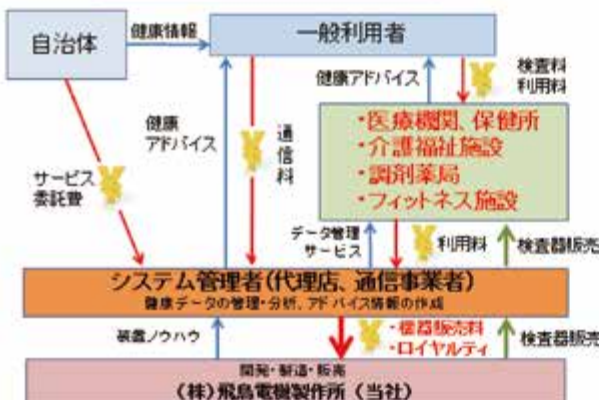 自治体
健康情報
一般利用者
健康アドバイス
¥
検査料
利用料
健康
アドバイス
¥
通信料
・医療機関、保健所
・介護福祉施設
・調剤薬局
・フィットネス施設
サービス
委託費
¥
データ管理
サービス
¥
利用料
検査器販売
システム管理者(代理店、通信事業者)
健康データの管理・分析、アドバイス情報の作成
装置ノウハウ
¥
・機器販売料
・ロイヤルティ
検査器販売
開発・製造・販売
(株)飛鳥電機製作所(当社)